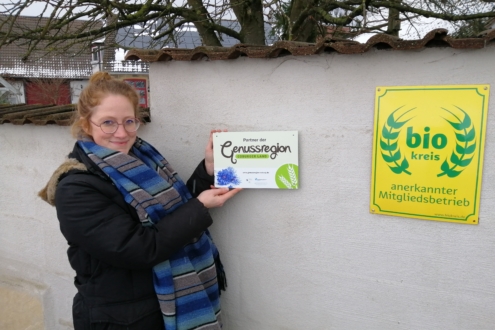 Partner der
Genussregion
bio
kreis
anerkannter
Mitgliedsbetrieb